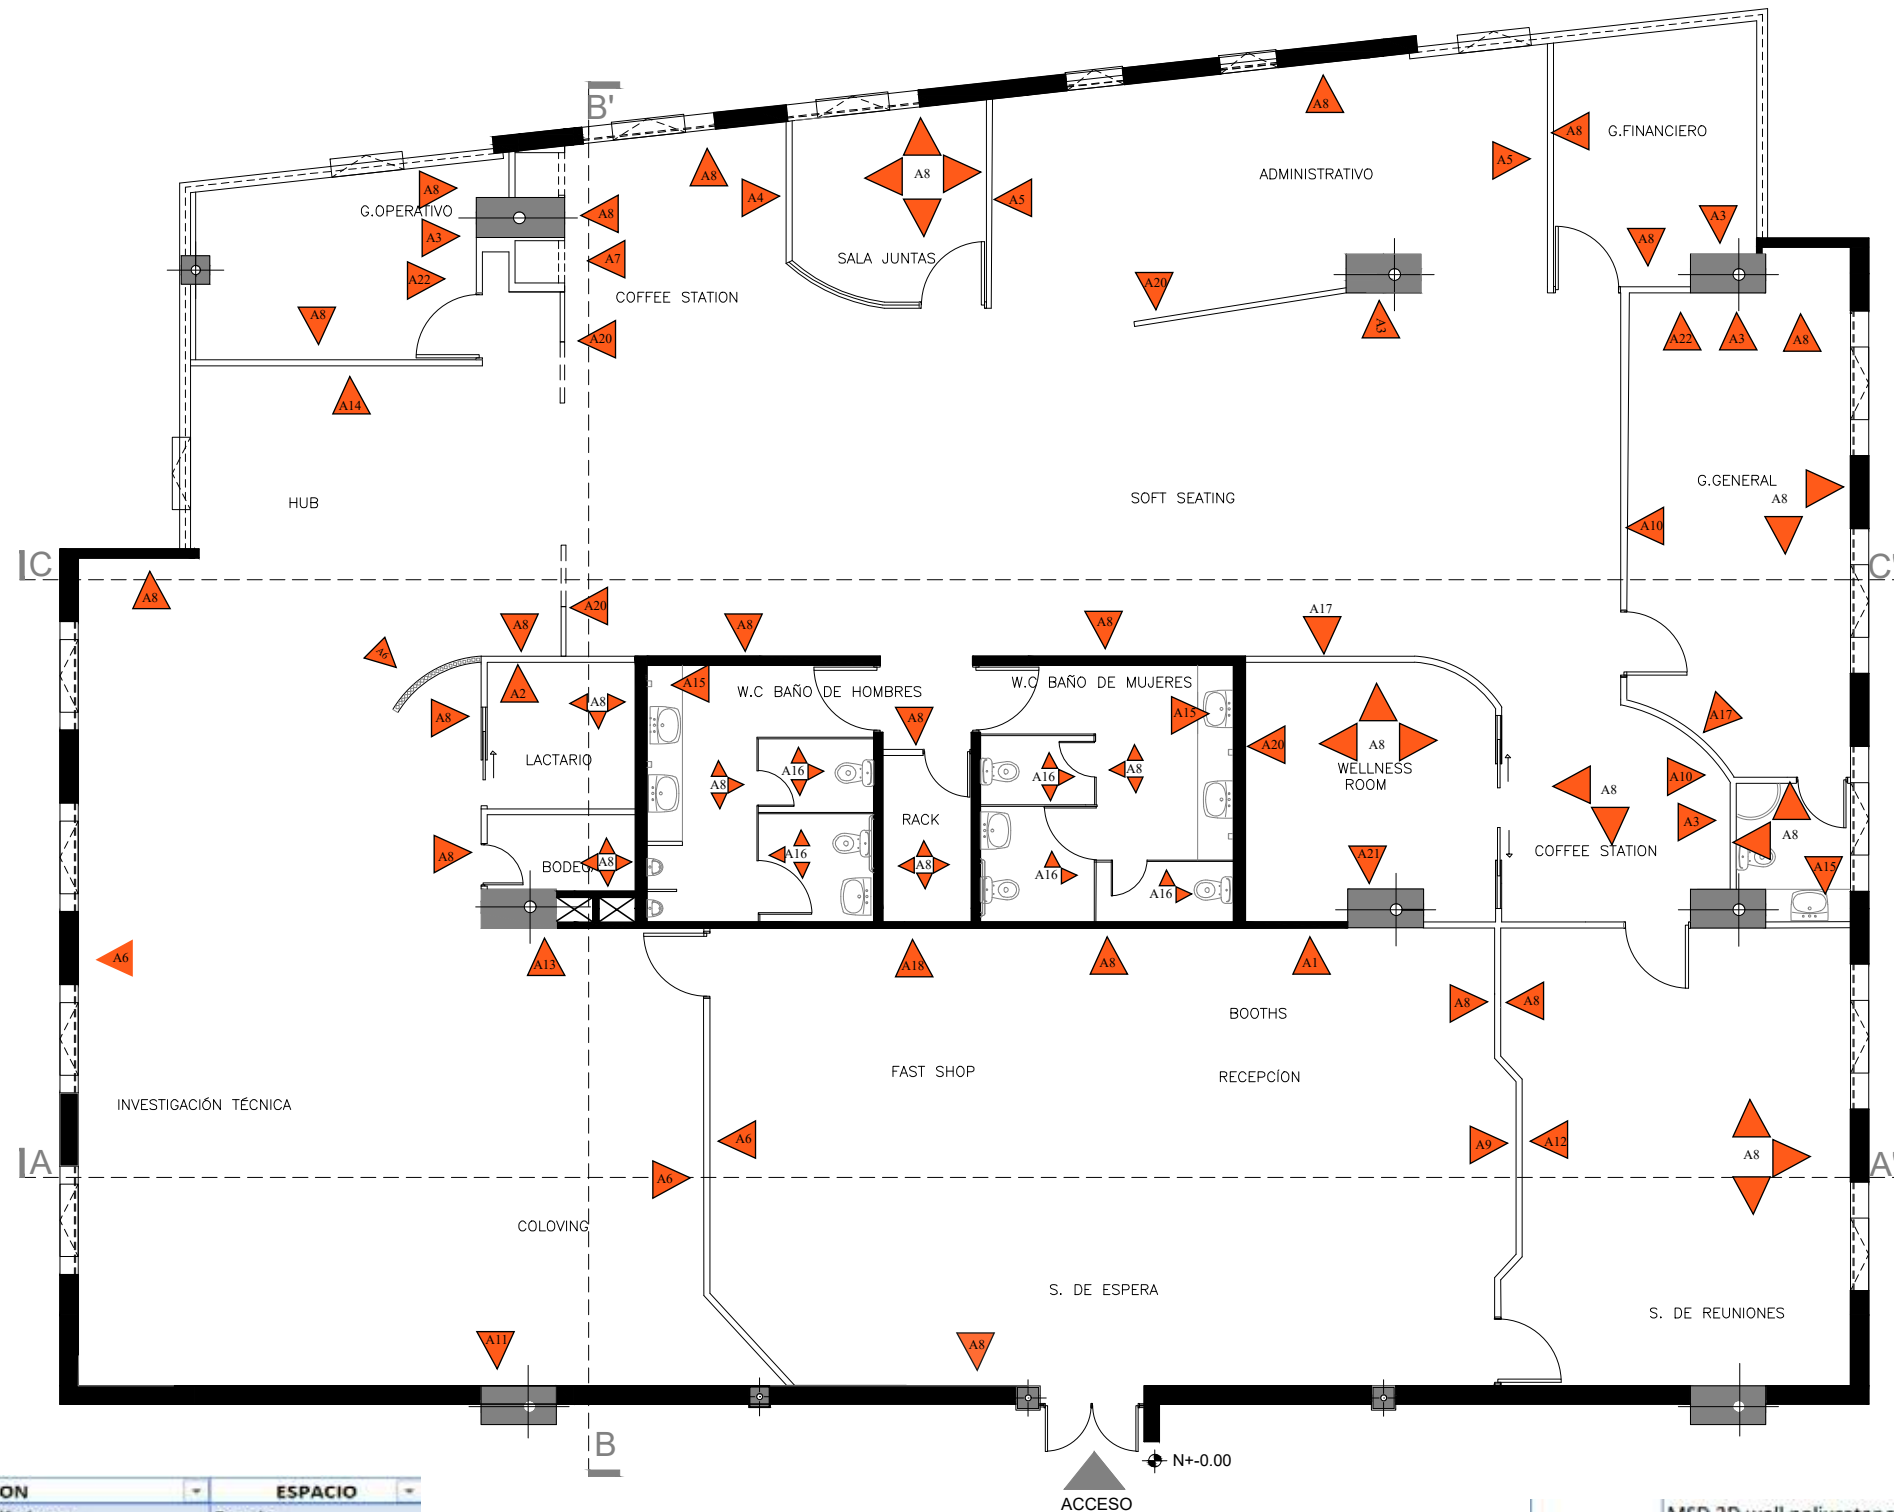 B'
A8
A8
G.FINANCIERO
A5
A8
A8
A4
A8
ADMINISTRATIVO
A8
G.OPERATIVO
A8
A5
A3
A3
A8
A7
SALA JUNTAS
A22
COFFEE STATION
A20
A8
A3
A20
A22
A3
A8
A14
HUB
SOFT SEATING
G.GENERAL
A8
A10
C
C'
A8
A20
A8
A8
A8
A17
A6
A2
A15
W.C BAÑO DE HOMBRES
W.C BAÑO DE MUJERES
A8
A8
A8
A15
A17
A20
A8
LACTARIO
A16
A16
A8
WELLNESS
ROOM
A10
A8
A8
RACK
A3
A8
COFFEE STATION
A8
BODEGA
A8
A16
A8
A16
A16
A21
A15
A6
A13
A18
A8
A1
A8
A8
BOOTHS
FAST SHOP
RECEPCÍON
INVESTIGACIÓN TÉCNICA
A6
A9
A12
A8
A
A'
A6
COLOVING
S. DE ESPERA
S. DE REUNIONES
A11
A8
B
N+-0.00
ACCESO
ON
ESPACIO